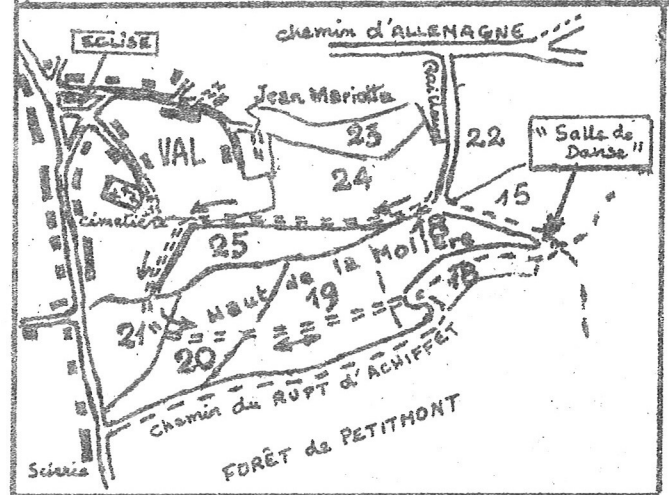 EGLISE
chemin d'ALLEMAGNE
Jean Mariotte
23
22
"Salle de
Danse"
VAL
24
15
cimetière
25
Haut de la Molière
18
19
21
20
chemin du RUPT d'ACHIFFET
FORÊT de PETITMONT
Scierie